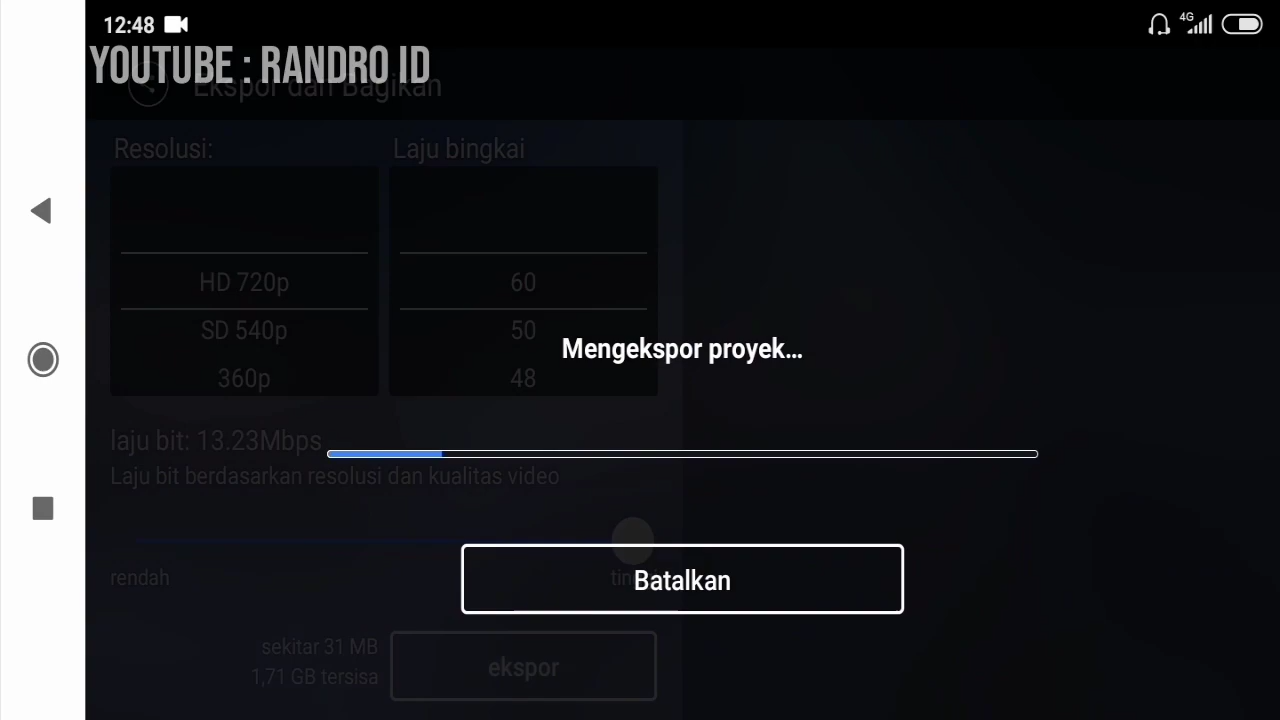 12:48
4G
YOUTUBE : RANDRO ID
Ekspor dan Bagikan
Resolusi:
Laju bingkai
HD 720p
60
SD 540p
50
360p
48
Mengekspor proyek...
laju bit: 13.23Mbps
Laju bit berdasarkan resolusi dan kualitas video
rendah
Batalkan
sekitar 31 MB
1,71 GB tersisa
ekspor